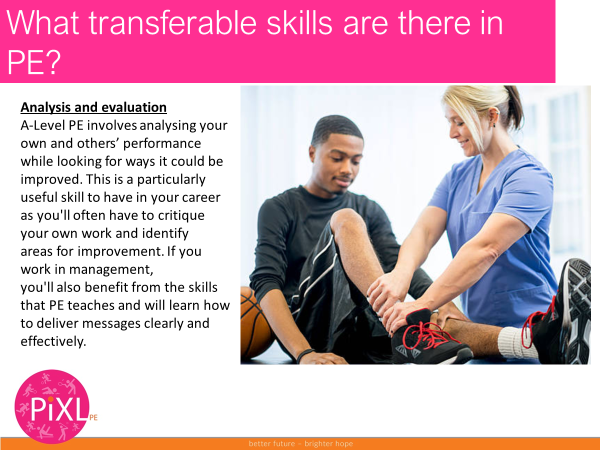 What transferable skills are there in
PE?
Analysis and evaluation
A-Level PE involves analysing your
own and others’ performance
while looking for ways it could be
improved. This is a particularly
useful skill to have in your career
as you'll often have to critique
your own work and identify
areas for improvement. If you
work in management,
you'll also benefit from the skills
that PE teaches and will learn how
to deliver messages clearly and
effectively.
PiXL
PE
better future – brighter hope